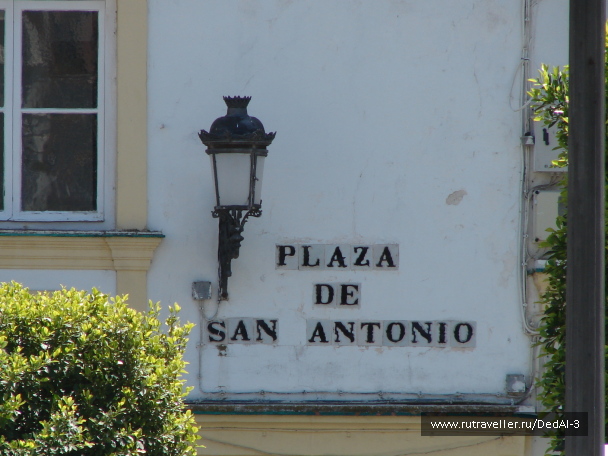 PLAZA
DE
SAN ANTONIO
www.rutraveller.ru/DedAl-3